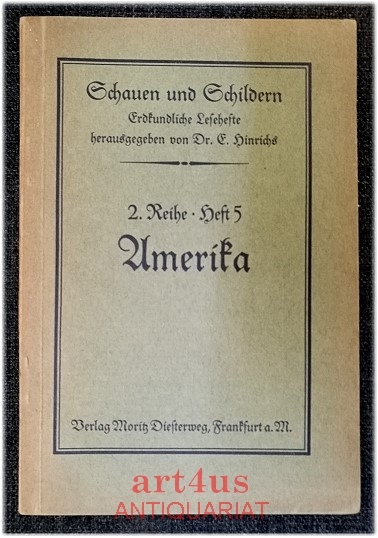 Schauen und Schildern
Erdkundliche Lesehefte
herausgegeben von Dr. E. Hinrichs
2. Reihe · Heft 5
Amerika
Verlag Moritz Diesterweg, Frankfurt a. M.
art4us
ANTIQUARIAT